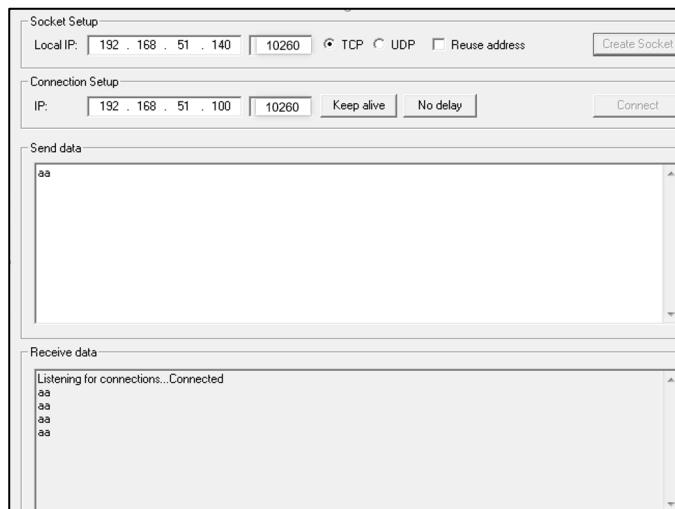 Socket Setup
Local IP: 192 . 168 . 51 . 140 10260 TCP UDP Reuse address Create Socket
Connection Setup
IP: 192 . 168 . 51 . 100 10260 Keep alive No delay Connect
Send data
aa
Receive data
Listening for connections...Connected
aa
aa
aa
aa